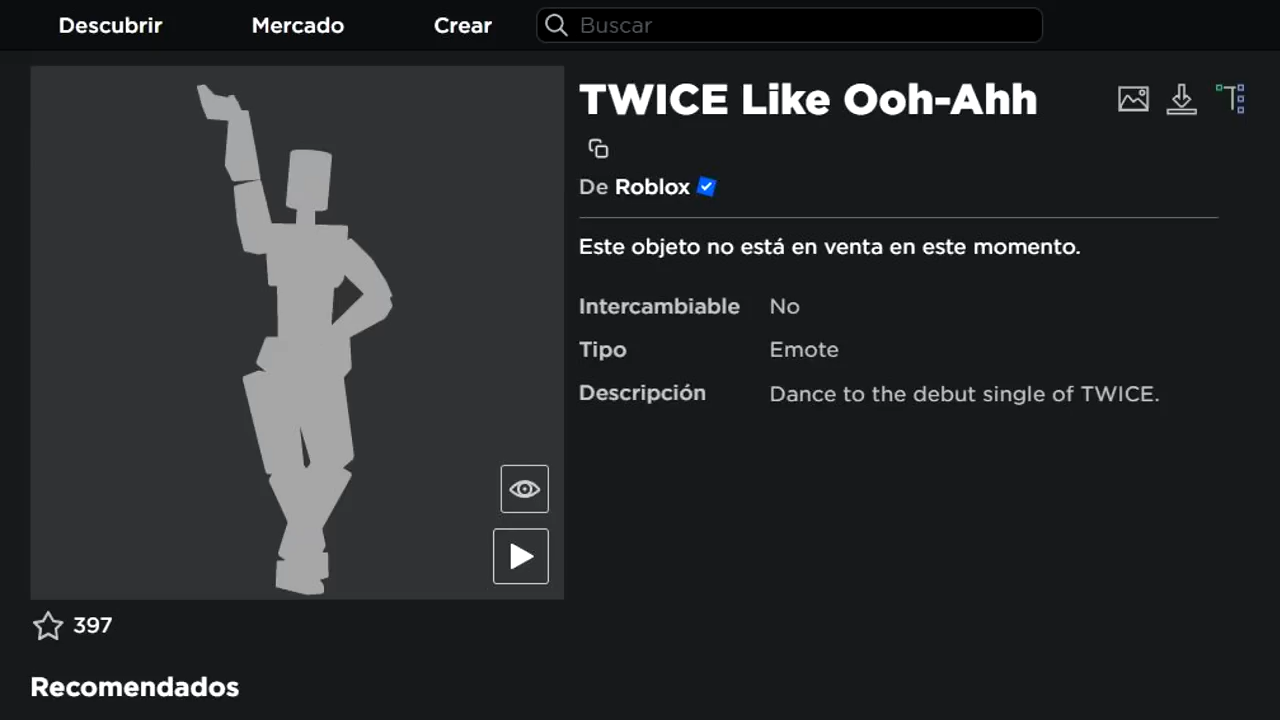 Descubrir Mercado Crear Buscar
TWICE Like Ooh-Ahh
De Roblox
Este objeto no está en venta en este momento.
Intercambiable No
Tipo Emote
Descripción Dance to the debut single of TWICE.
397
Recomendados